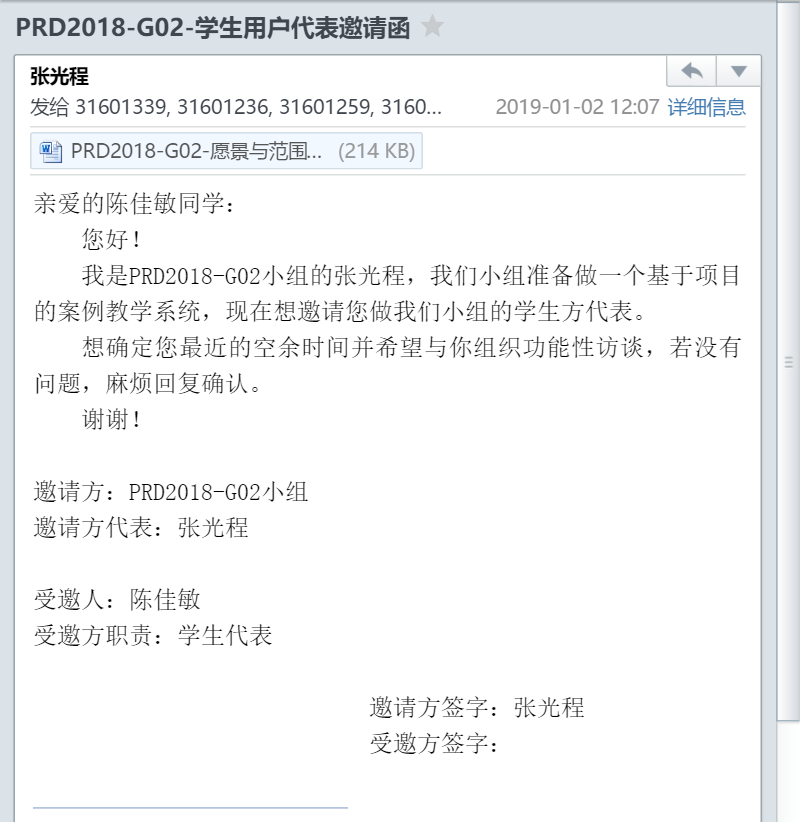 PRD2018-G02-学生用户代表邀请函
张光程
发给 31601339, 31601236, 31601259, 3160... 2019-01-02 12:07 详细信息
PRD2018-G02-愿景与范围... (214 KB)
亲爱的陈佳敏同学：
您好！
我是PRD2018-G02小组的张光程，我们小组准备做一个基于项目
的案例教学系统，现在想邀请您做我们小组的学生方代表。
想确定您最近的空余时间并希望与你组织功能性访谈，若没有
问题，麻烦回复确认。
谢谢！
邀请方：PRD2018-G02小组
邀请方代表：张光程
受邀人：陈佳敏
受邀方职责：学生代表
邀请方签字：张光程
受邀方签字：